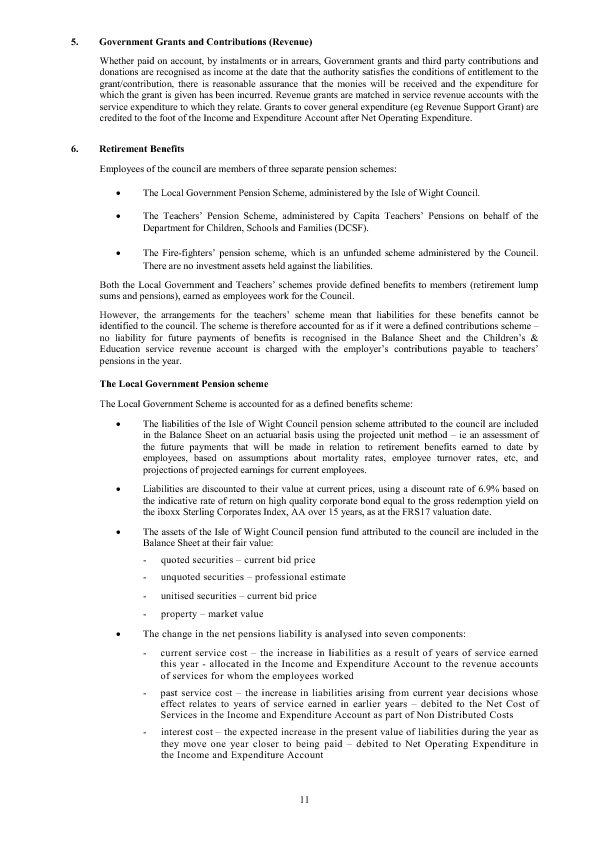 5. Government Grants and Contributions (Revenue)
Whether paid on account, by instalments or in arrears, Government grants and third party contributions and
donations are recognised as income at the date that the authority satisfies the conditions of entitlement to the
grant/contribution, there is reasonable assurance that the monies will be received and the expenditure for
which the grant is given has been incurred. Revenue grants are matched in service revenue accounts with the
service expenditure to which they relate. Grants to cover general expenditure (eg Revenue Support Grant) are
credited to the foot of the Income and Expenditure Account after Net Operating Expenditure.
6. Retirement Benefits
Employees of the council are members of three separate pension schemes:
• The Local Government Pension Scheme, administered by the Isle of Wight Council.
• The Teachers' Pension Scheme, administered by Capita Teachers' Pensions on behalf of the
Department for Children, Schools and Families (DCSF).
• The Fire-fighters' pension scheme, which is an unfunded scheme administered by the Council.
There are no investment assets held against the liabilities.
Both the Local Government and Teachers' schemes provide defined benefits to members (retirement lump
sums and pensions), earned as employees work for the Council.
However, the arrangements for the teachers' scheme mean that liabilities for these benefits cannot be
identified to the council. The scheme is therefore accounted for as if it were a defined contributions scheme –
no liability for future payments of benefits is recognised in the Balance Sheet and the Children's &
Education service revenue account is charged with the employer's contributions payable to teachers'
pensions in the year.
The Local Government Pension scheme
The Local Government Scheme is accounted for as a defined benefits scheme:
• The liabilities of the Isle of Wight Council pension scheme attributed to the council are included
in the Balance Sheet on an actuarial basis using the projected unit method – ie an assessment of
the future payments that will be made in relation to retirement benefits earned to date by
employees, based on assumptions about mortality rates, employee turnover rates, etc, and
projections of projected earnings for current employees.
• Liabilities are discounted to their value at current prices, using a discount rate of 6.9% based on
the indicative rate of return on high quality corporate bond equal to the gross redemption yield on
the iboxx Sterling Corporates Index, AA over 15 years, as at the FRS17 valuation date.
• The assets of the Isle of Wight Council pension fund attributed to the council are included in the
Balance Sheet at their fair value:
- quoted securities – current bid price
- unquoted securities – professional estimate
- unitised securities – current bid price
- property – market value
• The change in the net pensions liability is analysed into seven components:
- current service cost – the increase in liabilities as a result of years of service earned
this year - allocated in the Income and Expenditure Account to the revenue accounts
of services for whom the employees worked
- past service cost – the increase in liabilities arising from current year decisions whose
effect relates to years of service earned in earlier years – debited to the Net Cost of
Services in the Income and Expenditure Account as part of Non Distributed Costs
- interest cost – the expected increase in the present value of liabilities during the year as
they move one year closer to being paid – debited to Net Operating Expenditure in
the Income and Expenditure Account
11